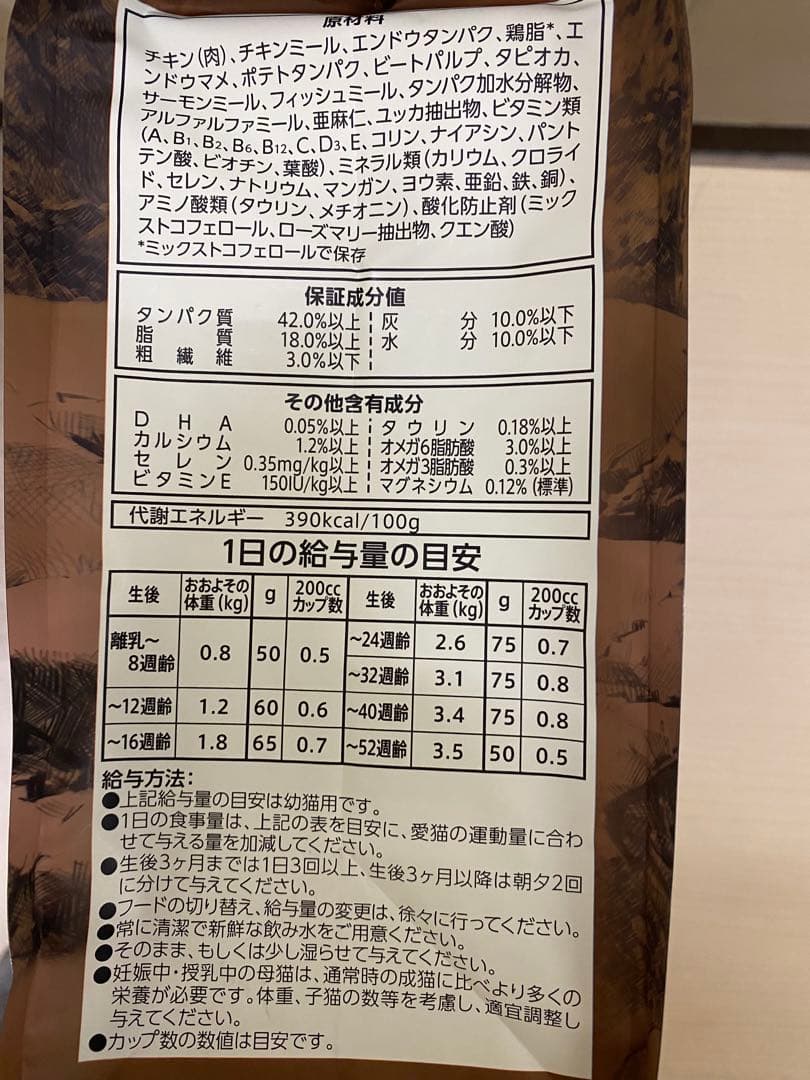 原材料
チキン(肉)、チキンミール、エンドウタンパク、鶏脂*、エ
ンドウマメ、ポテトタンパク、ビートパルプ、タピオカ、
サーモンミール、フィッシュミール、タンパク加水分解物、
アルファルファミール、亜麻仁、ユッカ抽出物、ビタミン類
(A、B1、B2、B6、B12、C、D3、E、コリン、ナイアシン、パント
テン酸、ビオチン、葉酸)、ミネラル類(カリウム、クロライ
ド、セレン、ナトリウム、マンガン、ヨウ素、亜鉛、鉄、銅)、
アミノ酸類(タウリン、メチオニン)、酸化防止剤(ミック
ストコフェロール、ローズマリー抽出物、クエン酸)
*ミックストコフェロールで保存
保証成分値
タンパク質 42.0%以上 灰分 10.0%以下
脂質 18.0%以上 水分 10.0%以下
粗繊維 3.0%以下
その他含有成分
DHA 0.05%以上 タウリン 0.18%以上
カルシウム 1.2%以上 オメガ6脂肪酸 3.0%以上
セレン 0.35mg/kg以上 オメガ3脂肪酸 0.3%以上
ビタミンE 150IU/kg以上 マグネシウム 0.12% (標準)
代謝エネルギー 390kcal/100g
1日の給与量の目安
生後 おおよその体重(kg) g 200ccカップ数 生後 おおよその体重(kg) g 200ccカップ数
離乳〜8週齢 0.8 50 0.5 〜24週齢 2.6 75 0.7
〜32週齢 3.1 75 0.8
〜12週齢 1.2 60 0.6 〜40週齢 3.4 75 0.8
〜16週齢 1.8 65 0.7 〜52週齢 3.5 50 0.5
給与方法:
●上記給与量の目安は幼猫用です。
●1日の食事量は、上記の表を目安に、愛猫の運動量に合わ
せて与える量を加減してください。
●生後3ヶ月までは1日3回以上、生後3ヶ月以降は朝夕2回
に分けて与えてください。
●フードの切り替え、給与量の変更は、徐々に行ってください。
●常に清潔で新鮮な飲み水をご用意ください。
●そのまま、もしくは少し湿らせて与えてください。
●妊娠中・授乳中の母猫は、通常時の成猫に比べより多くの
栄養が必要です。体重、子猫の数等を考慮し、適宜調整し
与えてください。
●カップ数の数値は目安です。